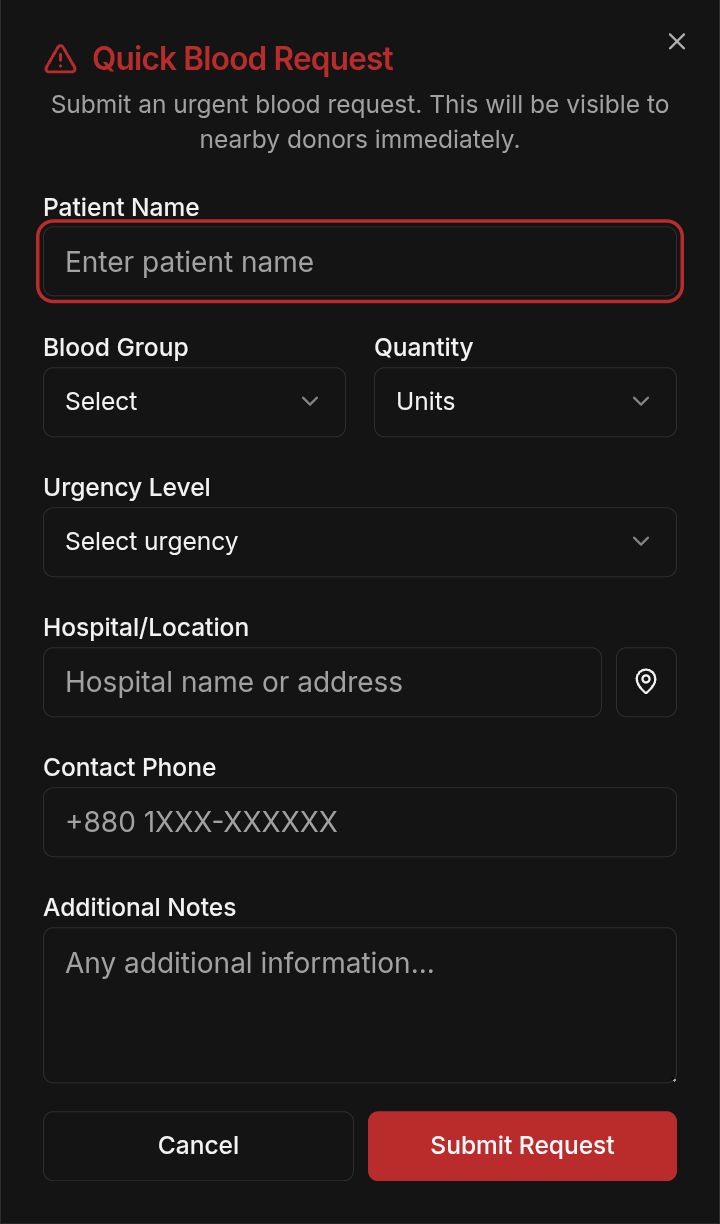 Quick Blood Request
Submit an urgent blood request. This will be visible to
nearby donors immediately.
Patient Name
Enter patient name
Blood Group
Quantity
Select
Units
Urgency Level
Select urgency
Hospital/Location
Hospital name or address
Contact Phone
+880 1XXX-XXXXXX
Additional Notes
Any additional information...
Cancel
Submit Request